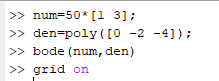 >> num=50*[1 3];
>> den=poly([0 -2 -4]);
>> bode(num,den)
>> grid on